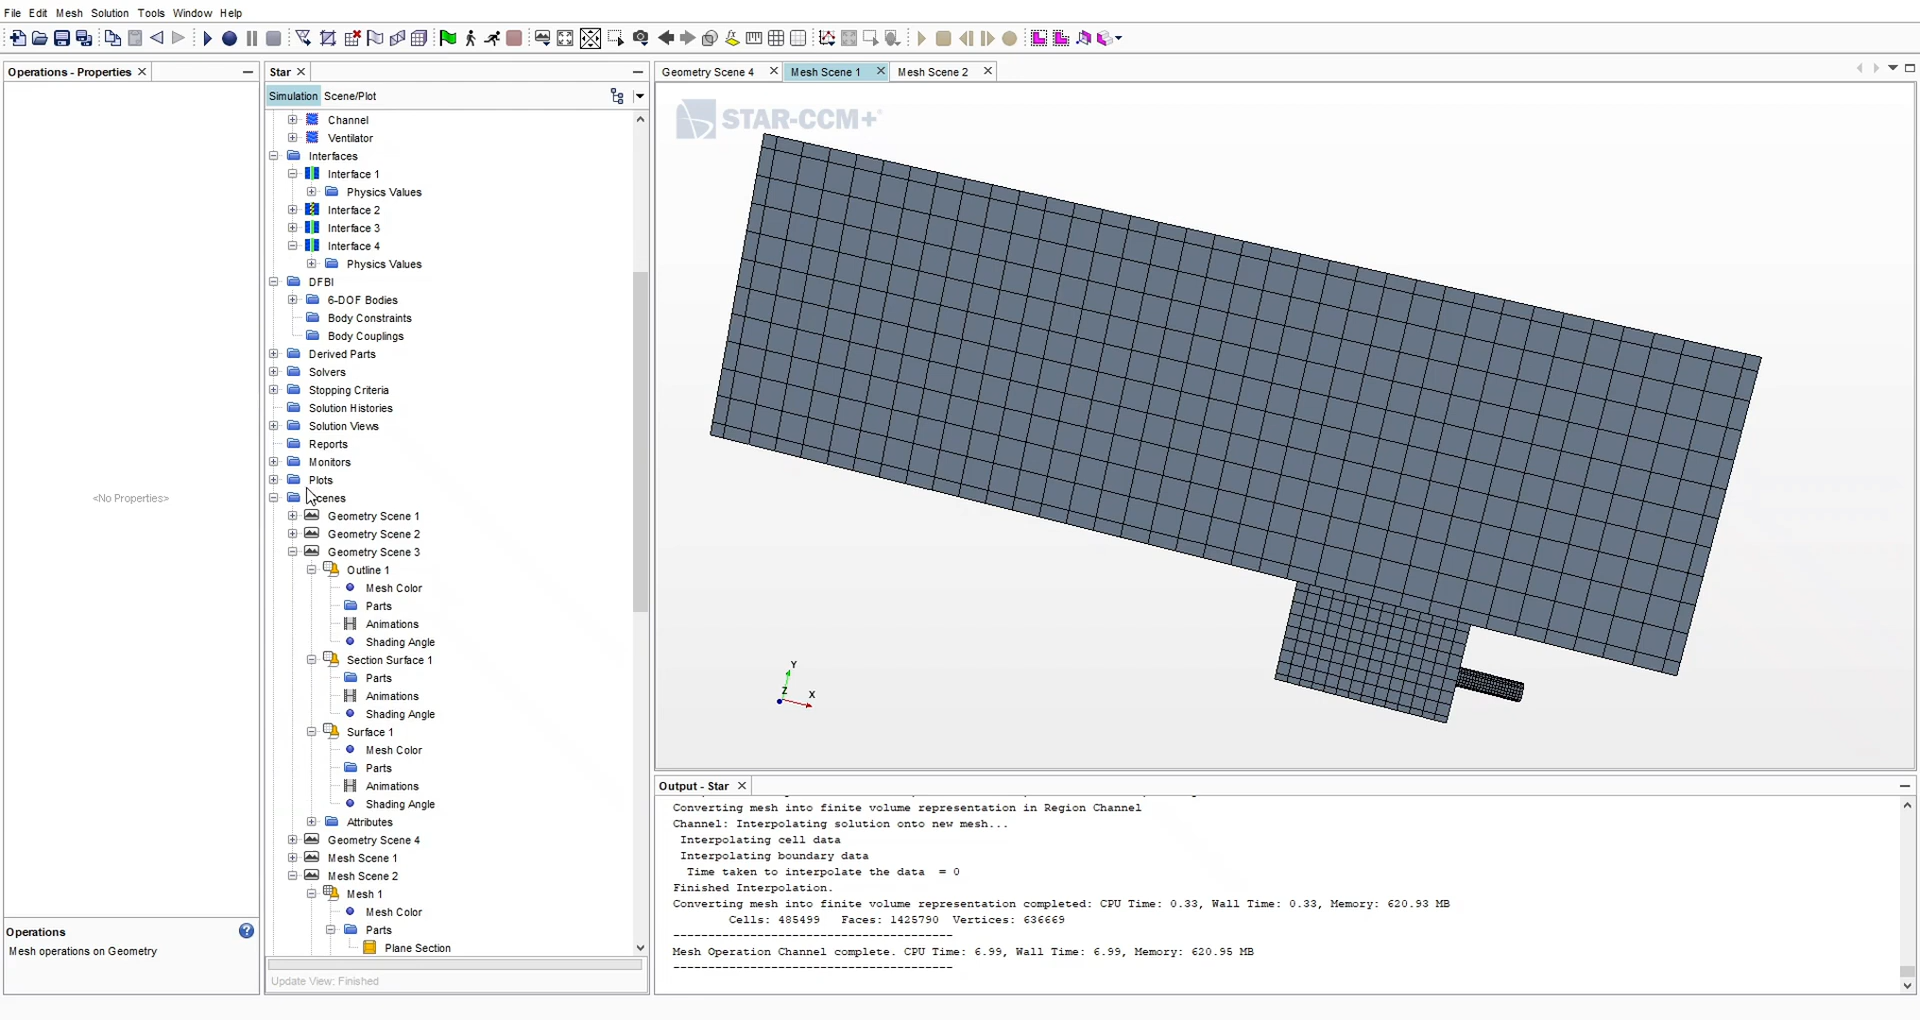 File Edit Mesh Solution Tools Window Help
Operations - Properties
<No Properties>
Operations
Mesh operations on Geometry
Star
Simulation Scene/Plot
Channel
Ventilator
Interfaces
Interface 1
Physics Values
Interface 2
Interface 3
Interface 4
Physics Values
DFBI
6-DOF Bodies
Body Constraints
Body Couplings
Derived Parts
Solvers
Stopping Criteria
Solution Histories
Solution Views
Reports
Monitors
Plots
Scenes
Geometry Scene 1
Geometry Scene 2
Geometry Scene 3
Outline 1
Mesh Color
Parts
Animations
Shading Angle
Section Surface 1
Parts
Animations
Shading Angle
Surface 1
Mesh Color
Parts
Animations
Shading Angle
Attributes
Geometry Scene 4
Mesh Scene 1
Mesh Scene 2
Mesh 1
Mesh Color
Parts
Plane Section
Update View: Finished
Geometry Scene 4 Mesh Scene 1 Mesh Scene 2
STAR-CCM+
Y
Z X
Output - Star
Converting mesh into finite volume representation in Region Channel
Channel: Interpolating solution onto new mesh...
Interpolating cell data
Interpolating boundary data
Time taken to interpolate the data = 0
Finished Interpolation.
Converting mesh into finite volume representation completed: CPU Time: 0.33, Wall Time: 0.33, Memory: 620.93 MB
Cells: 485499 Faces: 1425790 Vertices: 636669
----------------------------------------
Mesh Operation Channel complete. CPU Time: 6.99, Wall Time: 6.99, Memory: 620.95 MB
----------------------------------------